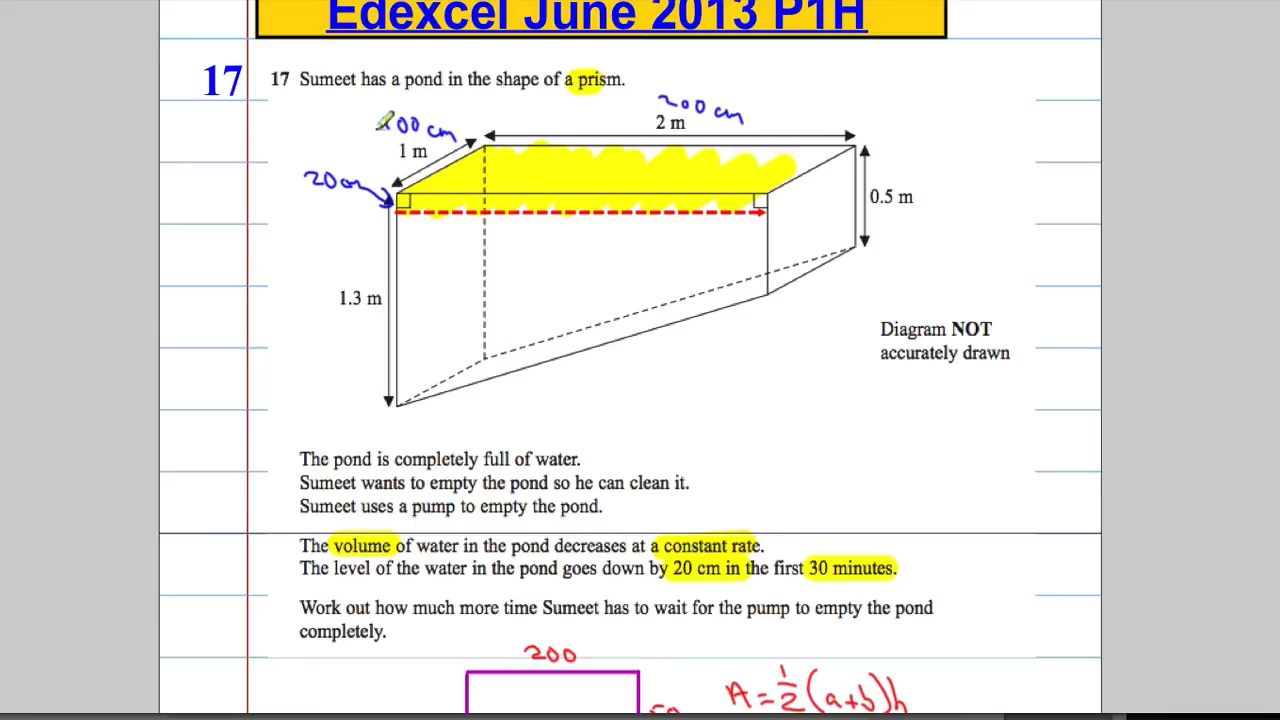 Edexcel June 2013 P1H
17
17 Sumeet has a pond in the shape of a prism.
200 cm
2 m
100 cm
1 m
20cm
0.5 m
1.3 m
Diagram NOT
accurately drawn
The pond is completely full of water.
Sumeet wants to empty the pond so he can clean it.
Sumeet uses a pump to empty the pond.
The volume of water in the pond decreases at a constant rate.
The level of the water in the pond goes down by 20 cm in the first 30 minutes.
Work out how much more time Sumeet has to wait for the pump to empty the pond
completely.
200
A = 1/2 (a+b)h